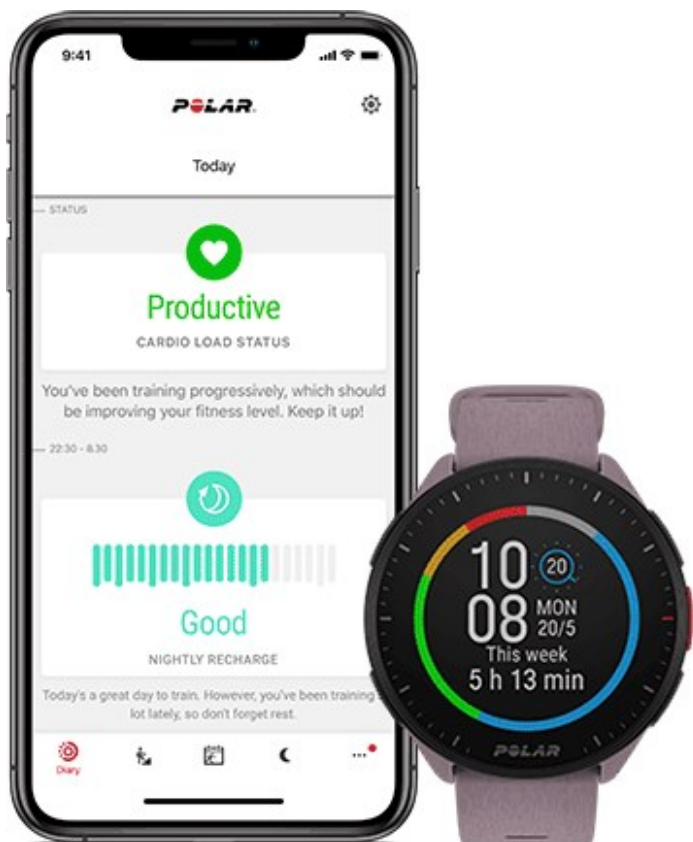 9:41
POLAR.
Today
STATUS
Productive
CARDIO LOAD STATUS
You've been training progressively, which should
be improving your fitness level. Keep it up!
22:30 - 8.30
Good
NIGHTLY RECHARGE
Today's a great day to train. However, you've been training
lot lately, so don't forget rest.
Diary
10
20
08
MON
20/5
This week
5 h 13 min
POLAR